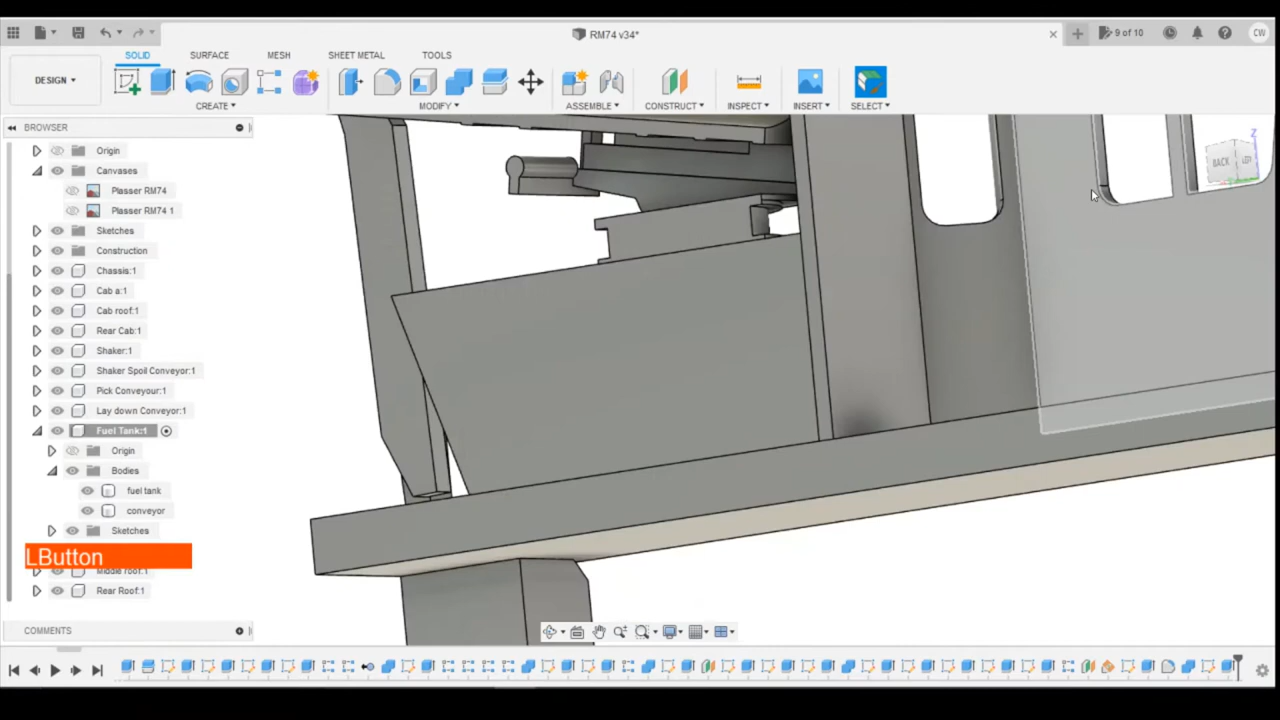 RM74 v34*
9 of 10
CW
DESIGN
SOLID
SURFACE
MESH
SHEET METAL
TOOLS
CREATE
MODIFY
ASSEMBLE
CONSTRUCT
INSPECT
INSERT
SELECT
BROWSER
Origin
Canvases
Plasser RM74
Plasser RM74 1
Sketches
Construction
Chassis:1
Cab a:1
Cab roof:1
Rear Cab:1
Shaker:1
Shaker Spoil Conveyor:1
Pick Conveyour:1
Lay down Conveyor:1
Fuel Tank:1
Origin
Bodies
fuel tank
conveyor
Sketches
LButton
Middle roof:1
Rear Roof:1
COMMENTS
Z
BACK